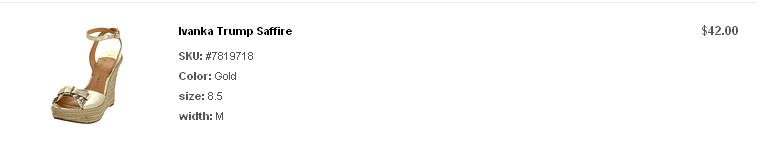 Ivanka Trump Saffire
$42.00
SKU: #7819718
Color: Gold
size: 8.5
width: M